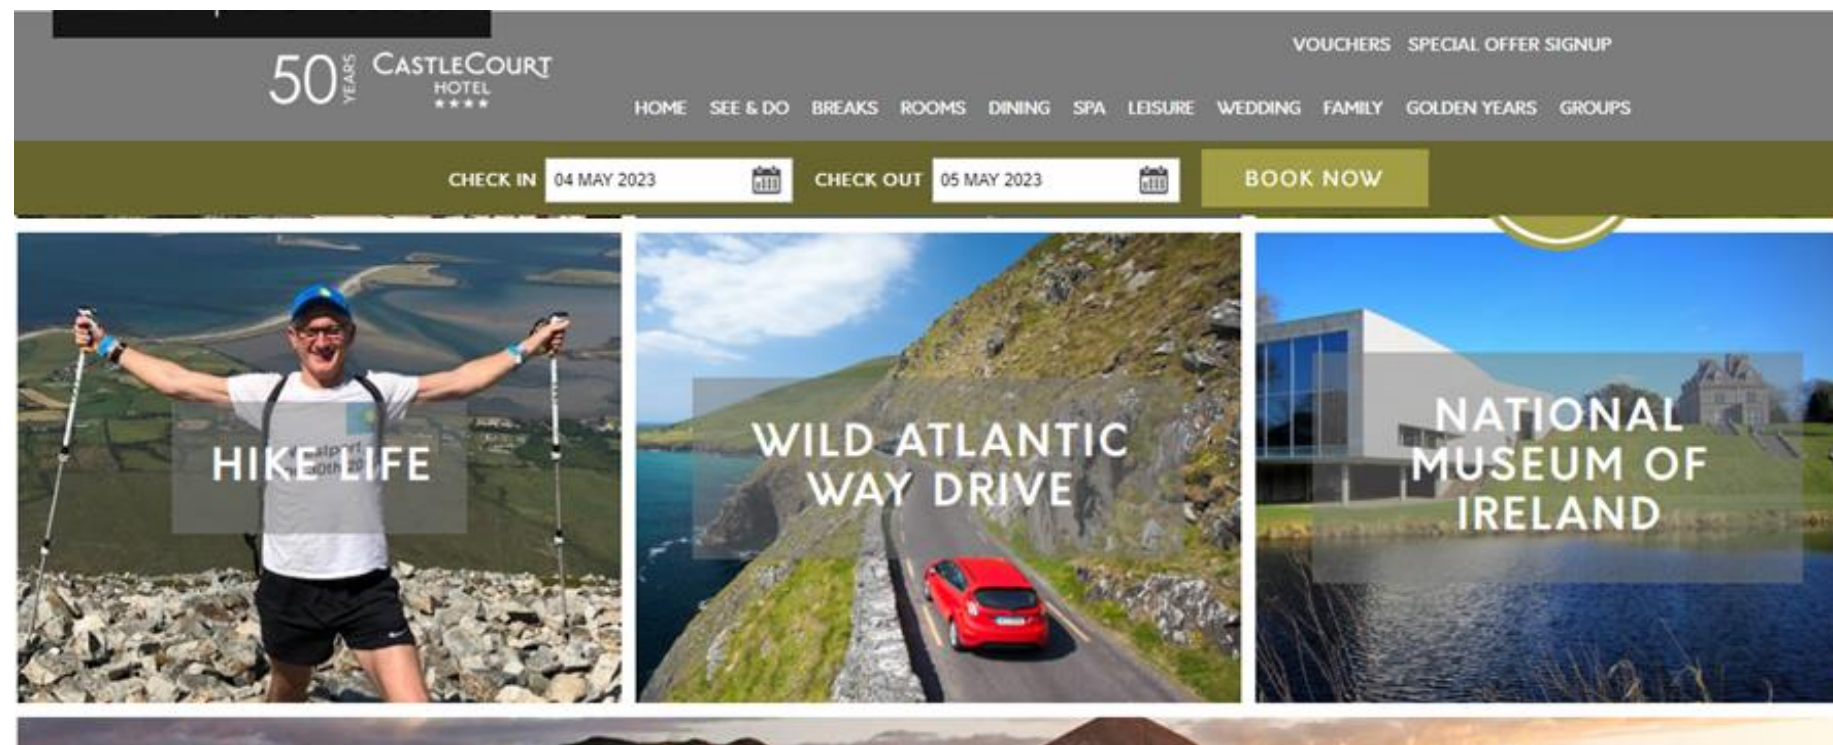 VOUCHERS SPECIAL OFFER SIGNUP
50 YEARS
CASTLECOURT
HOTEL
HOME SEE & DO BREAKS ROOMS DINING SPA LEISURE WEDDING FAMILY GOLDEN YEARS GROUPS
CHECK IN 04 MAY 2023 CHECK OUT 05 MAY 2023 BOOK NOW
HIKE LIFE
WILD ATLANTIC
WAY DRIVE
NATIONAL
MUSEUM OF
IRELAND